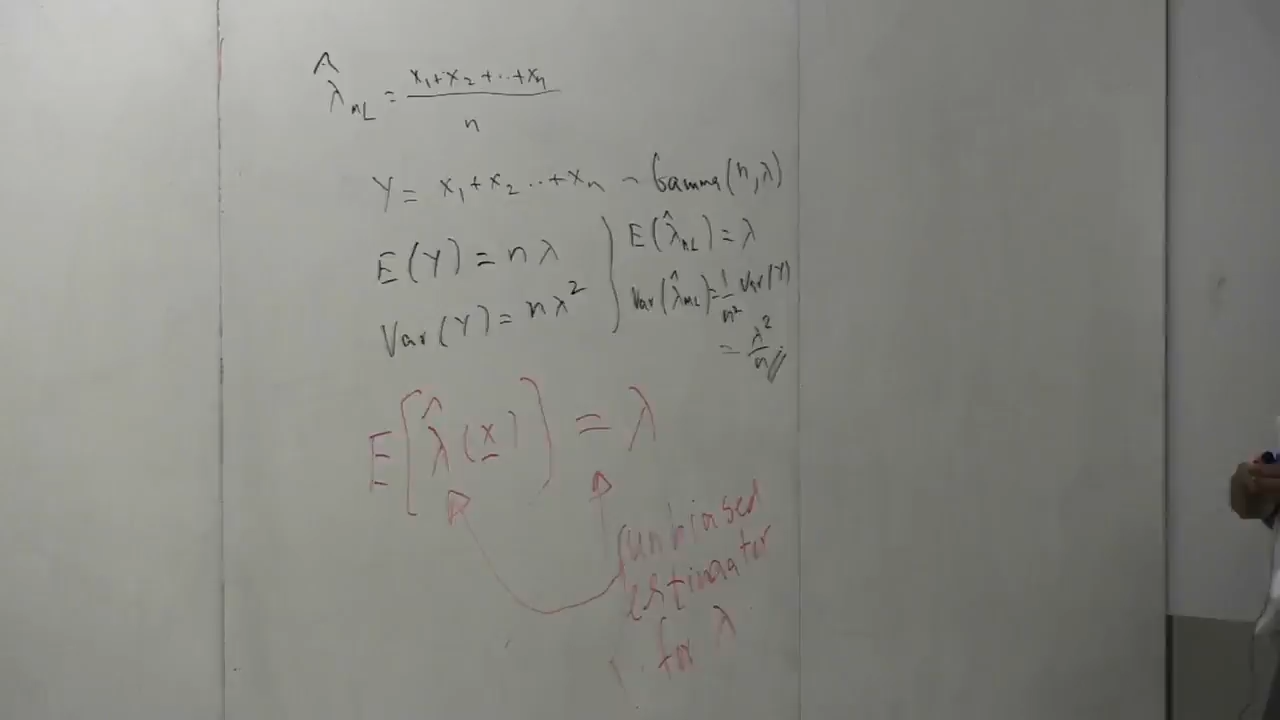 λ̂_ML = (x₁+x₂+..+xₙ)/n
Y = x₁+x₂..+xₙ ~ Gamma(n,λ)
E(Y) = nλ
Var(Y) = nλ²
E(λ̂_ML) = λ
Var(λ̂_ML) = 1/n² Var(Y)
= λ²/n
E[λ̂(x)] = λ
unbiased
estimator
for λ